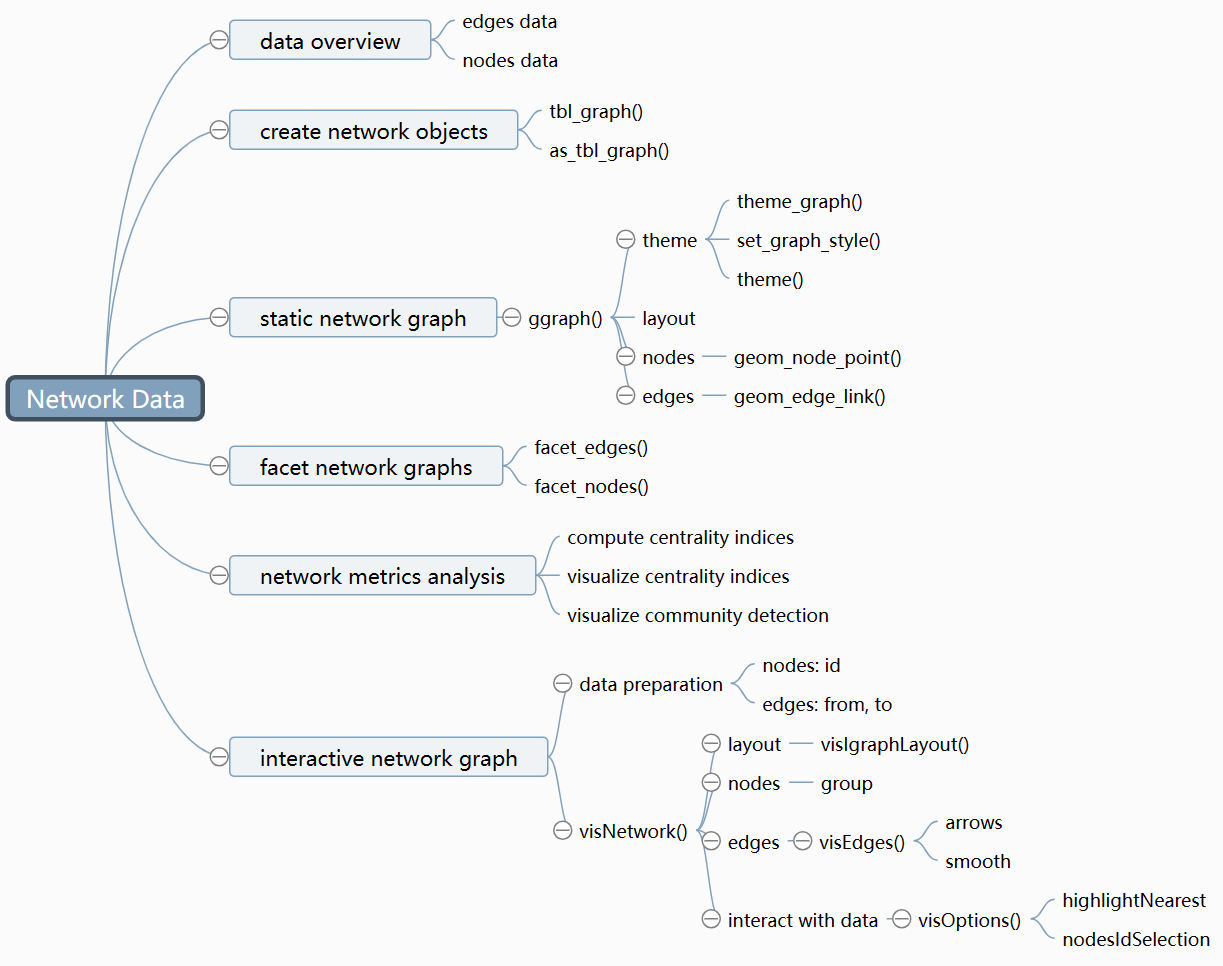 Network Data
data overview
edges data
nodes data
create network objects
tbl_graph()
as_tbl_graph()
static network graph
ggraph()
theme
theme_graph()
set_graph_style()
theme()
layout
nodes
geom_node_point()
edges
geom_edge_link()
facet network graphs
facet_edges()
facet_nodes()
network metrics analysis
compute centrality indices
visualize centrality indices
visualize community detection
interactive network graph
data preparation
nodes: id
edges: from, to
visNetwork()
layout
visIgraphLayout()
nodes
group
edges
visEdges()
arrows
smooth
interact with data
visOptions()
highlightNearest
nodesIdSelection